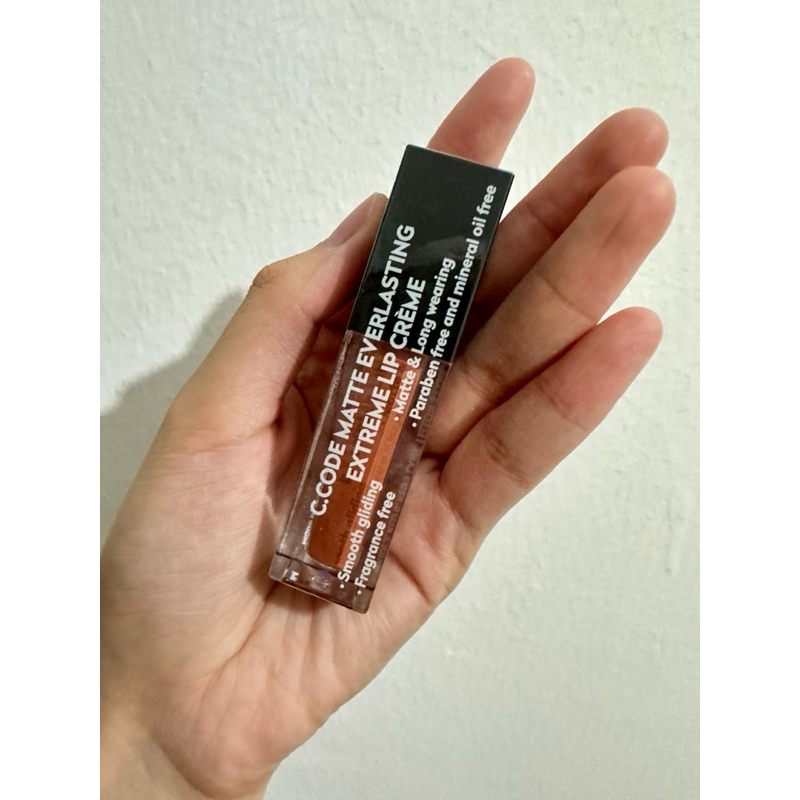 C.CODE MATTE EVERLASTING
EXTREME LIP CRÈME
• Smooth gliding
• Matte & Long wearing
• Fragrance free
• Paraben free and mineral oil free